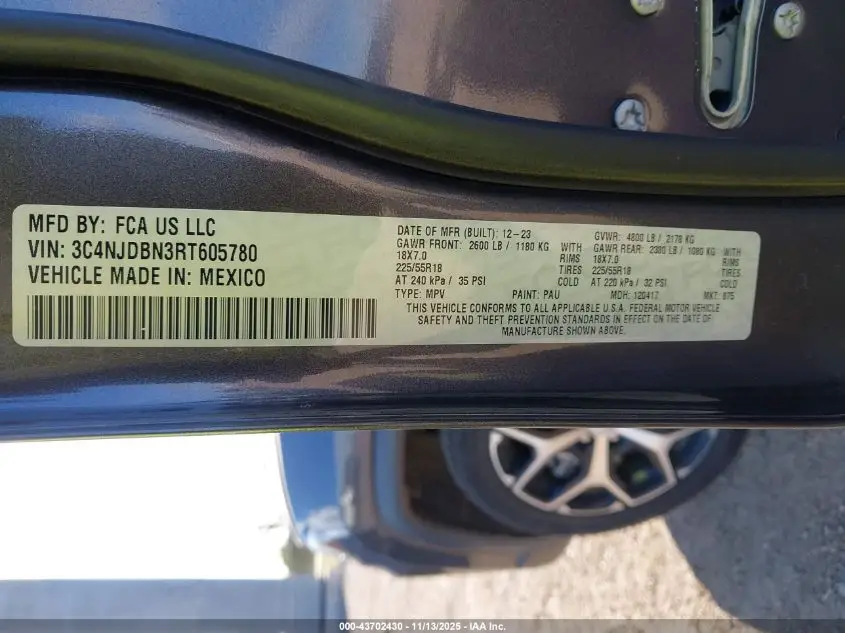 MFD BY: FCA US LLC
VIN: 3C4NJDBN3RT605780
VEHICLE MADE IN: MEXICO
DATE OF MFR (BUILT): 12-23 GVWR: 4800 LB / 2178 KG
GAWR FRONT: 2600 LB / 1180 KG WITH GAWR REAR: 2380 LB / 1080 KG WITH
18X7.0 RIMS 18X7.0 RIMS
225/55R18 TIRES 225/55R18 TIRES
AT 240 kPa / 35 PSI COLD AT 220 kPa / 32 PSI COLD
TYPE: MPV PAINT: PAU MDH: 120417 MKT: 875
THIS VEHICLE CONFORMS TO ALL APPLICABLE U.S.A. FEDERAL MOTOR VEHICLE
SAFETY AND THEFT PREVENTION STANDARDS IN EFFECT ON THE DATE OF
MANUFACTURE SHOWN ABOVE.
000-43702430 - 11/13/2025 - IAA Inc.